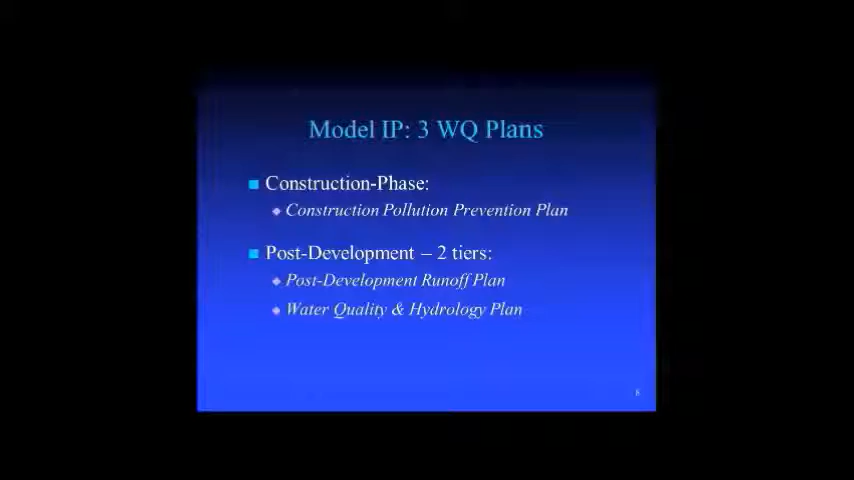 Model IP: 3 WQ Plans
Construction-Phase:
Construction Pollution Prevention Plan
Post-Development – 2 tiers:
Post-Development Runoff Plan
Water Quality & Hydrology Plan